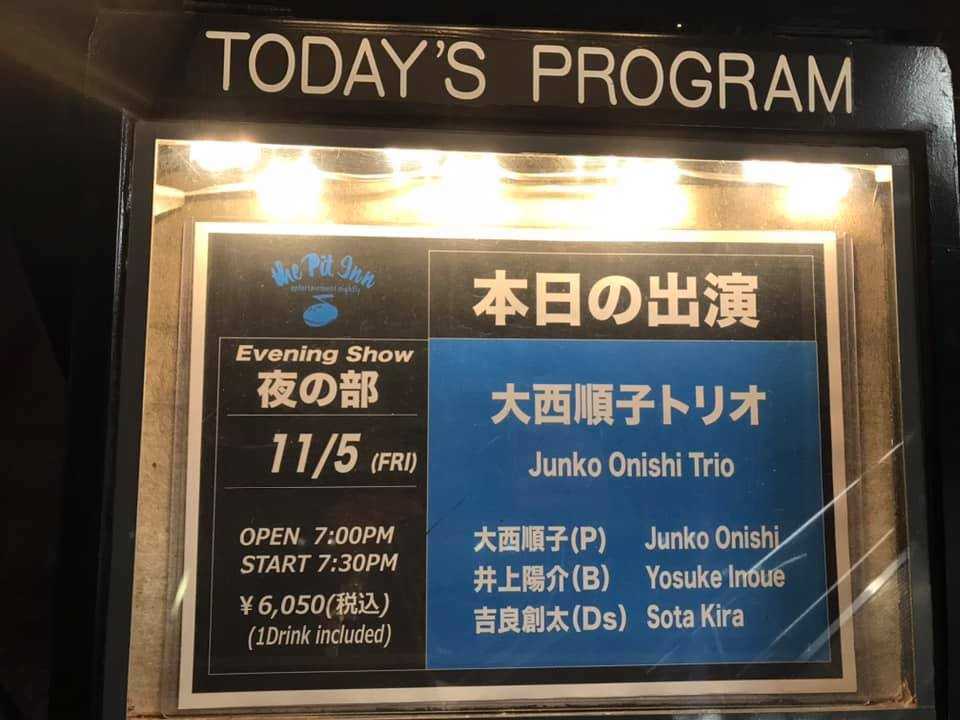 TODAY'S PROGRAM
the Pit Inn
entertainment nightly
本日の出演
Evening Show
夜の部
11/5 (FRI)
OPEN 7:00PM
START 7:30PM
¥6,050(税込)
(1Drink included)
大西順子トリオ
Junko Onishi Trio
大西順子(P) Junko Onishi
井上陽介(B) Yosuke Inoue
吉良創太(Ds) Sota Kira